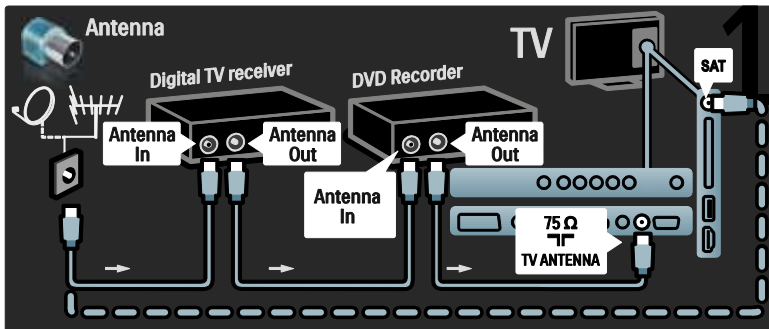 Antenna
TV
1
SAT
Digital TV receiver
DVD Recorder
Antenna
In
Antenna
Out
Antenna
In
Antenna
Out
75 Ω
TV ANTENNA